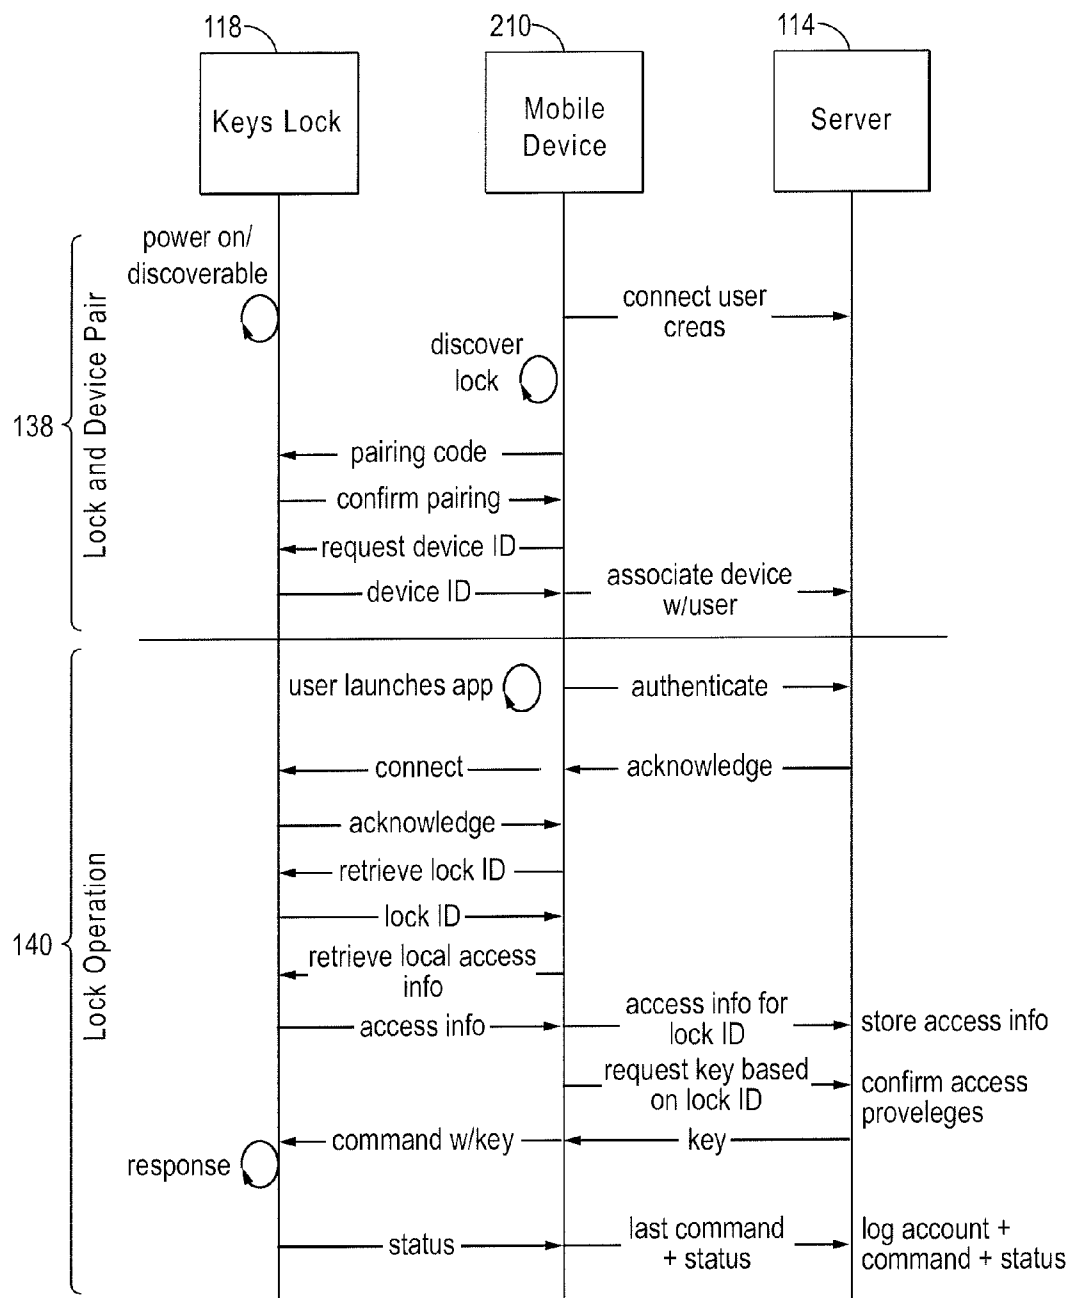 118
210
114
Keys Lock
Mobile
Device
Server
power on/
discoverable
connect user
creas
discover
lock
138
Lock and Device Pair
pairing code
confirm pairing
request device ID
device ID
associate device
w/user
user launches app
authenticate
connect
acknowledge
acknowledge
retrieve lock ID
lock ID
140
Lock Operation
retrieve local access
info
access info
access info for
lock ID
store access info
request key based
on lock ID
confirm access
proveleges
command w/key
key
response
status
last command
+ status
log account +
command + status